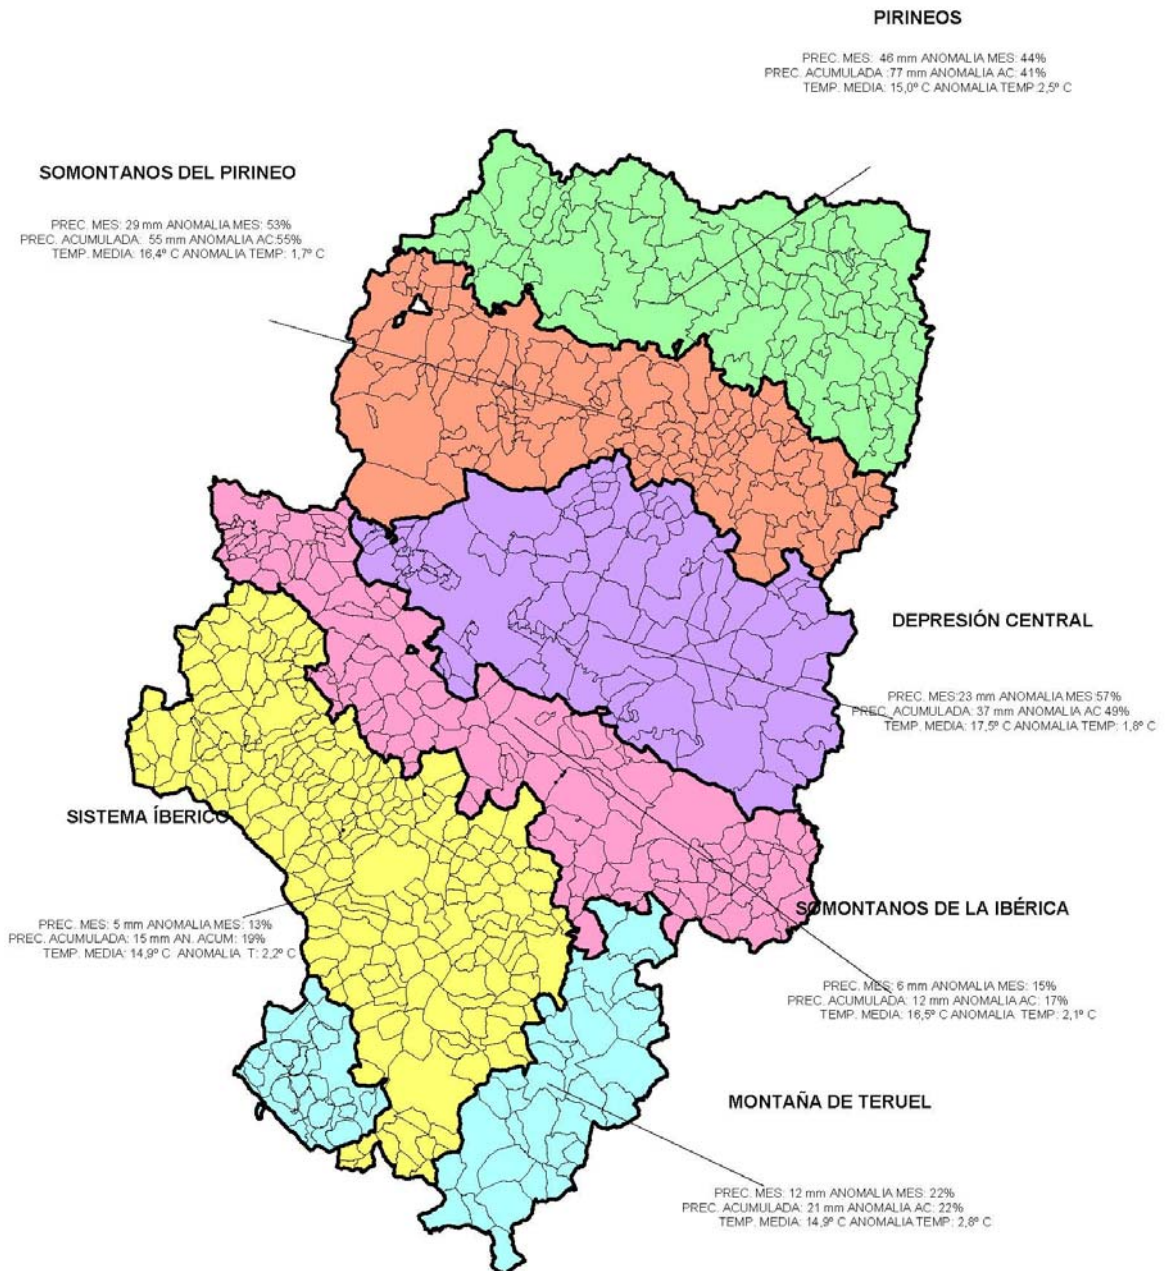 PIRINEOS
PREC. MES: 46 mm ANOMALIA MES: 44%
PREC. ACUMULADA :77 mm ANOMALIA AC: 41%
TEMP. MEDIA: 15,0º C ANOMALIA TEMP:2,5º C
SOMONTANOS DEL PIRINEO
PREC. MES: 29 mm ANOMALIA MES: 53%
PREC. ACUMULADA: 55 mm ANOMALIA AC:55%
TEMP. MEDIA: 16,4º C ANOMALIA TEMP: 1,7º C
DEPRESIÓN CENTRAL
PREC. MES:23 mm ANOMALIA MES:57%
PREC. ACUMULADA: 37 mm ANOMALIA AC 49%
TEMP. MEDIA: 17,5º C ANOMALIA TEMP: 1,8º C
SISTEMA ÍBERICO
PREC. MES: 5 mm ANOMALIA MES: 13%
PREC. ACUMULADA: 15 mm AN. ACUM: 19%
TEMP. MEDIA: 14,9º C ANOMALIA T: 2,2º C
SOMONTANOS DE LA IBÉRICA
PREC. MES: 6 mm ANOMALIA MES: 15%
PREC. ACUMULADA: 12 mm ANOMALIA AC: 17%
TEMP. MEDIA: 16,5º C ANOMALIA TEMP: 2,1º C
MONTAÑA DE TERUEL
PREC. MES: 12 mm ANOMALIA MES: 22%
PREC. ACUMULADA: 21 mm ANOMALIA AC: 22%
TEMP. MEDIA: 14,9º C ANOMALIA TEMP: 2,8º C